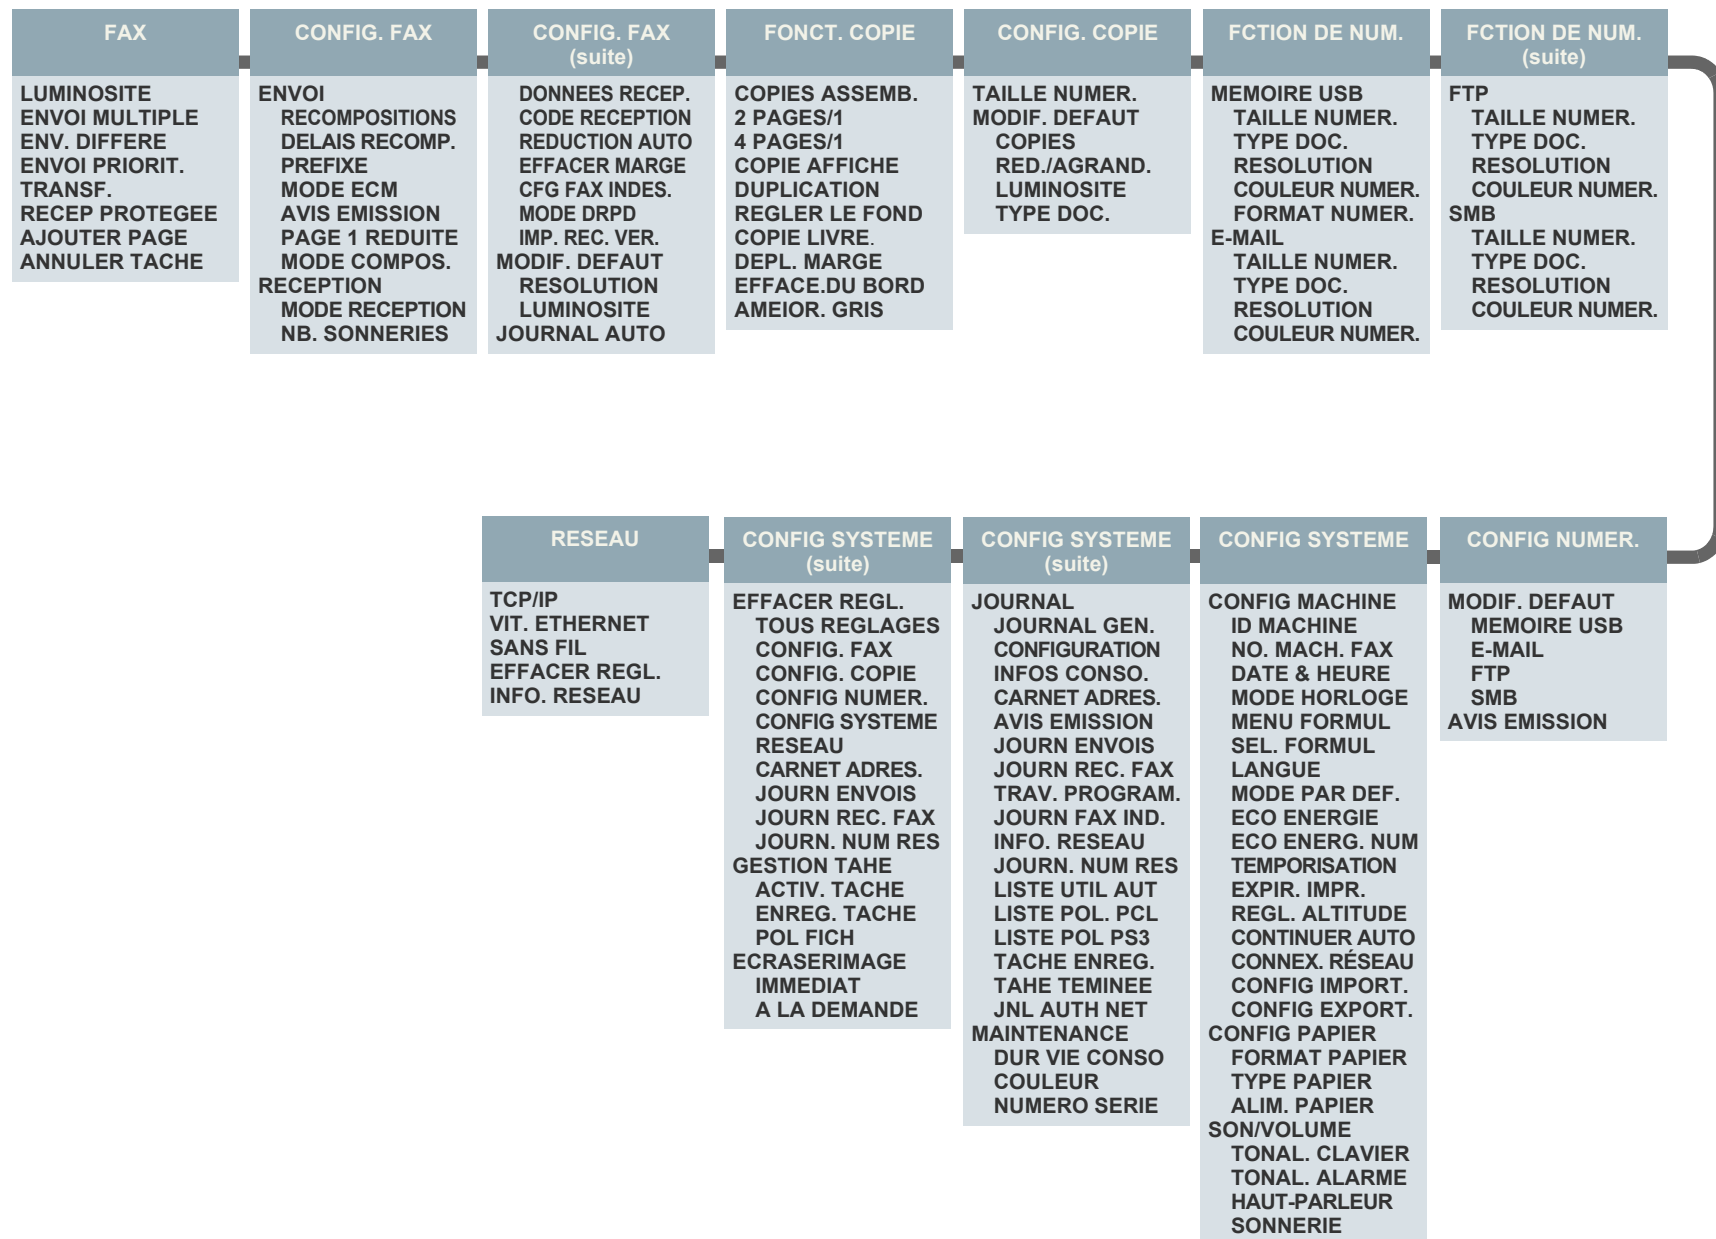 FAX
LUMINOSITE
ENVOI MULTIPLE
ENV. DIFFERE
ENVOI PRIORIT.
TRANSF.
RECEP PROTEGEE
AJOUTER PAGE
ANNULER TACHE
CONFIG. FAX
ENVOI
RECOMPOSITIONS
DELAIS RECOMP.
PREFIXE
MODE ECM
AVIS EMISSION
PAGE 1 REDUITE
MODE COMPOS.
RECEPTION
MODE RECEPTION
NB. SONNERIES
CONFIG. FAX
(suite)
DONNEES RECEP.
CODE RECEPTION
REDUCTION AUTO
EFFACER MARGE
CFG FAX INDES.
MODE DRPD
IMP. REC. VER.
MODIF. DEFAUT
RESOLUTION
LUMINOSITE
JOURNAL AUTO
FONCT. COPIE
COPIES ASSEMB.
2 PAGES/1
4 PAGES/1
COPIE AFFICHE
DUPLICATION
REGLER LE FOND
COPIE LIVRE.
DEPL. MARGE
EFFACE.DU BORD
AMEIOR. GRIS
CONFIG. COPIE
TAILLE NUMER.
MODIF. DEFAUT
COPIES
RED./AGRAND.
LUMINOSITE
TYPE DOC.
FCTION DE NUM.
MEMOIRE USB
TAILLE NUMER.
TYPE DOC.
RESOLUTION
COULEUR NUMER.
FORMAT NUMER.
E-MAIL
TAILLE NUMER.
TYPE DOC.
RESOLUTION
COULEUR NUMER.
FCTION DE NUM.
(suite)
FTP
TAILLE NUMER.
TYPE DOC.
RESOLUTION
COULEUR NUMER.
SMB
TAILLE NUMER.
TYPE DOC.
RESOLUTION
COULEUR NUMER.
RESEAU
TCP/IP
VIT. ETHERNET
SANS FIL
EFFACER REGL.
INFO. RESEAU
CONFIG SYSTEME
(suite)
EFFACER REGL.
TOUS REGLAGES
CONFIG. FAX
CONFIG. COPIE
CONFIG NUMER.
CONFIG SYSTEME
RESEAU
CARNET ADRES.
JOURN ENVOIS
JOURN REC. FAX
JOURN. NUM RES
GESTION TAHE
ACTIV. TACHE
ENREG. TACHE
POL FICH
ECRASERIMAGE
IMMEDIAT
A LA DEMANDE
CONFIG SYSTEME
(suite)
JOURNAL
JOURNAL GEN.
CONFIGURATION
INFOS CONSO.
CARNET ADRES.
AVIS EMISSION
JOURN ENVOIS
JOURN REC. FAX
TRAV. PROGRAM.
JOURN FAX IND.
INFO. RESEAU
JOURN. NUM RES
LISTE UTIL AUT
LISTE POL. PCL
LISTE POL PS3
TACHE ENREG.
TAHE TEMINEE
JNL AUTH NET
MAINTENANCE
DUR VIE CONSO
COULEUR
NUMERO SERIE
CONFIG SYSTEME
CONFIG MACHINE
ID MACHINE
NO. MACH. FAX
DATE & HEURE
MODE HORLOGE
MENU FORMUL
SEL. FORMUL
LANGUE
MODE PAR DEF.
ECO ENERGIE
ECO ENERG. NUM
TEMPORISATION
EXPIR. IMPR.
REGL. ALTITUDE
CONTINUER AUTO
CONNEX. RÉSEAU
CONFIG IMPORT.
CONFIG EXPORT.
CONFIG PAPIER
FORMAT PAPIER
TYPE PAPIER
ALIM. PAPIER
SON/VOLUME
TONAL. CLAVIER
TONAL. ALARME
HAUT-PARLEUR
SONNERIE
CONFIG NUMER.
MODIF. DEFAUT
MEMOIRE USB
E-MAIL
FTP
SMB
AVIS EMISSION